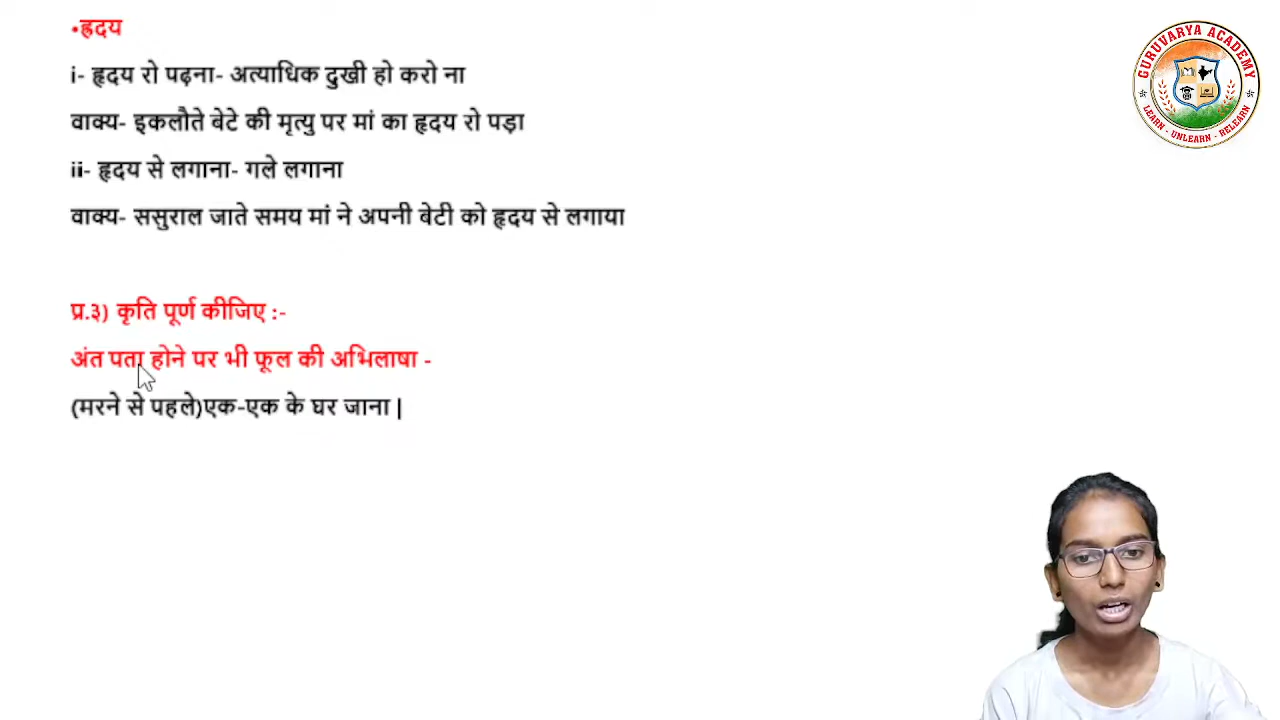 •ह्रदय
i- हृदय रो पढ़ना- अत्याधिक दुखी हो करो ना
वाक्य- इकलौते बेटे की मृत्यु पर मां का हृदय रो पड़ा
ii- हृदय से लगाना- गले लगाना
वाक्य- ससुराल जाते समय मां ने अपनी बेटी को हृदय से लगाया
प्र.३) कृति पूर्ण कीजिए :-
अंत पता होने पर भी फूल की अभिलाषा -
(मरने से पहले)एक-एक के घर जाना |
GURUVARYA ACADEMY
LEARN - UNLEARN - RELEARN